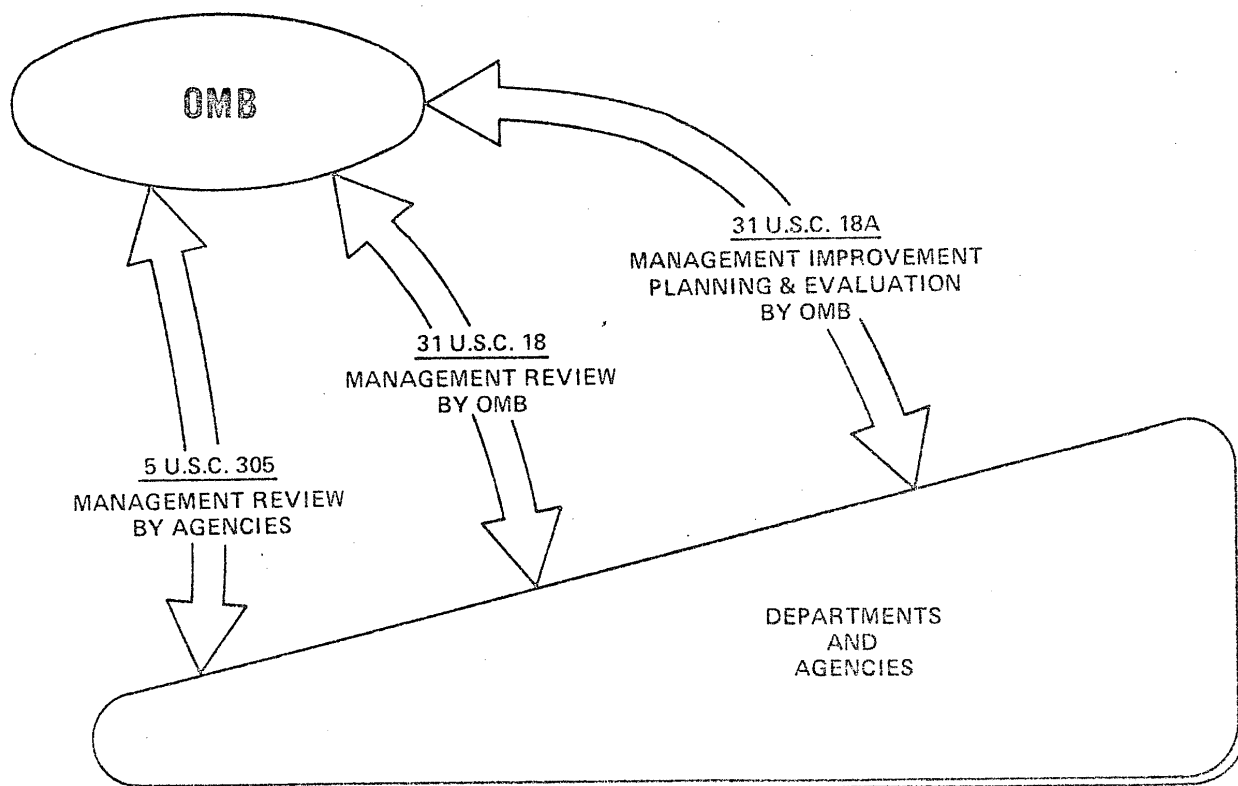 OMB
31 U.S.C. 18A
MANAGEMENT IMPROVEMENT
PLANNING & EVALUATION
BY OMB
31 U.S.C. 18
MANAGEMENT REVIEW
BY OMB
5 U.S.C. 305
MANAGEMENT REVIEW
BY AGENCIES
DEPARTMENTS
AND
AGENCIES